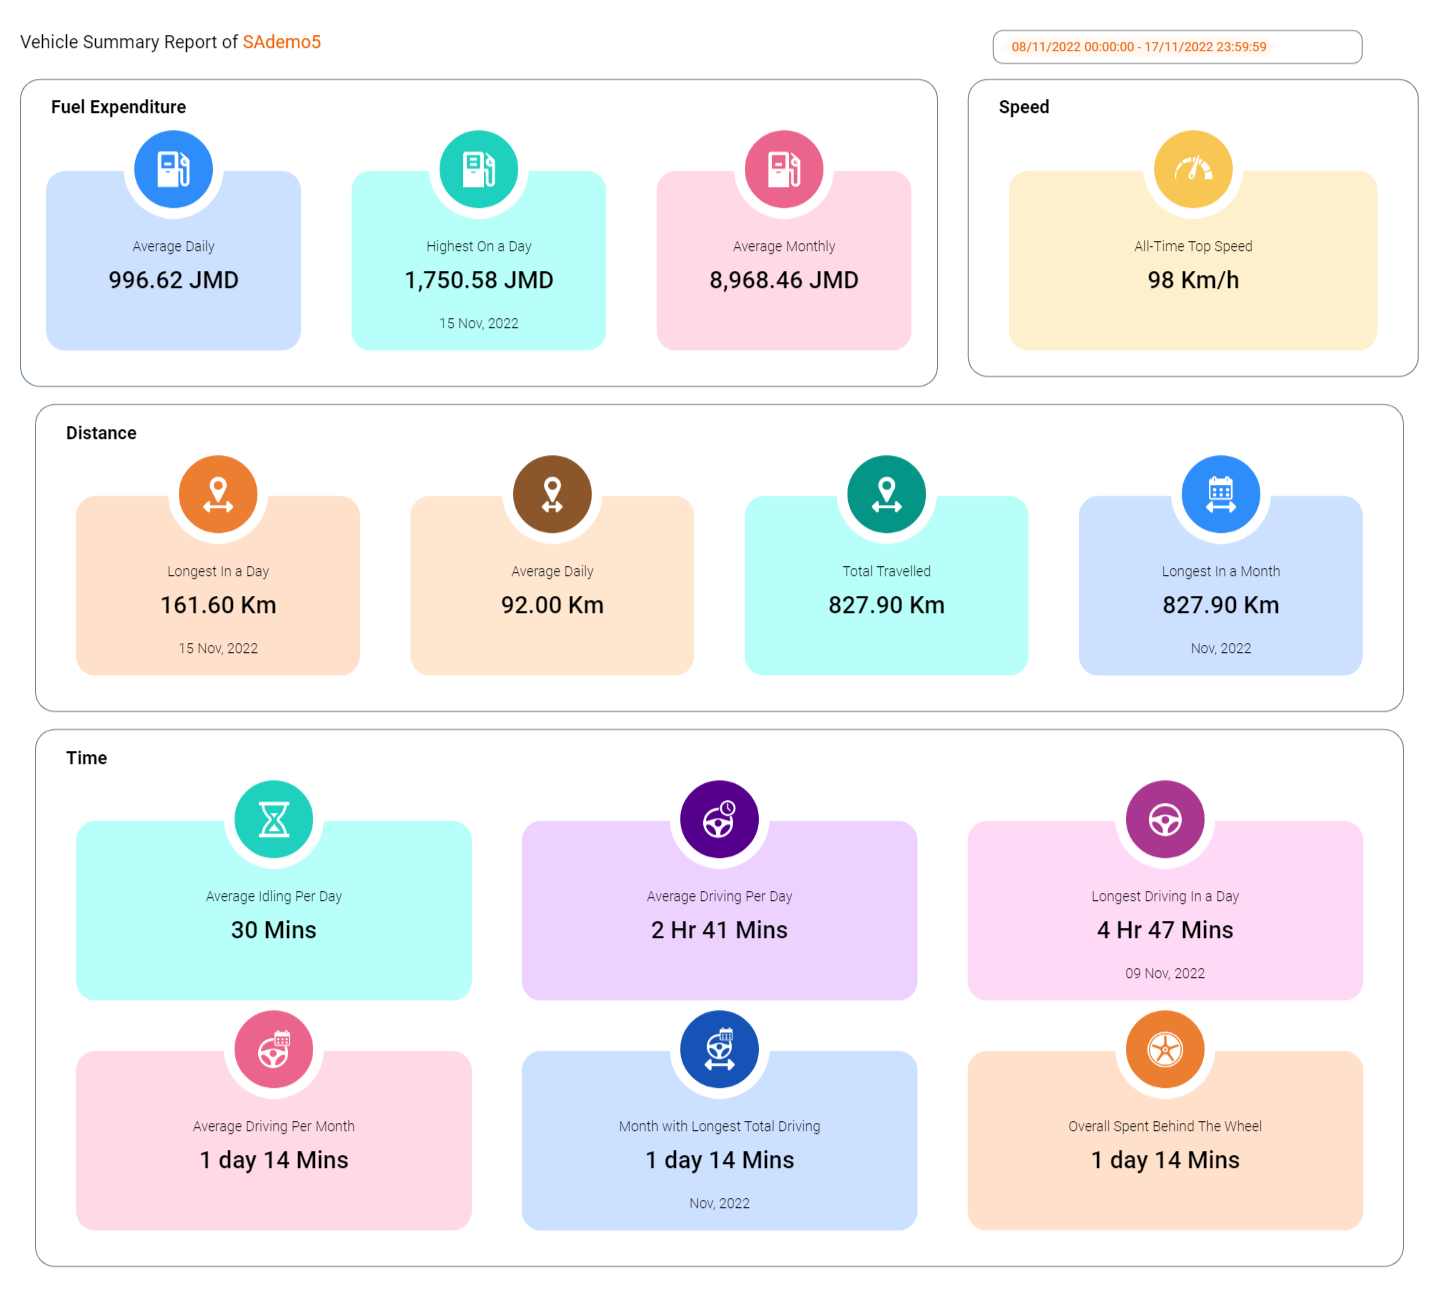 Vehicle Summary Report of SAdemo5
08/11/2022 00:00:00 - 17/11/2022 23:59:59
Fuel Expenditure
Average Daily
996.62 JMD
Highest On a Day
1,750.58 JMD
15 Nov, 2022
Average Monthly
8,968.46 JMD
Speed
All-Time Top Speed
98 Km/h
Distance
Longest In a Day
161.60 Km
15 Nov, 2022
Average Daily
92.00 Km
Total Travelled
827.90 Km
Longest In a Month
827.90 Km
Nov, 2022
Time
Average Idling Per Day
30 Mins
Average Driving Per Day
2 Hr 41 Mins
Longest Driving In a Day
4 Hr 47 Mins
09 Nov, 2022
Average Driving Per Month
1 day 14 Mins
Month with Longest Total Driving
1 day 14 Mins
Nov, 2022
Overall Spent Behind The Wheel
1 day 14 Mins